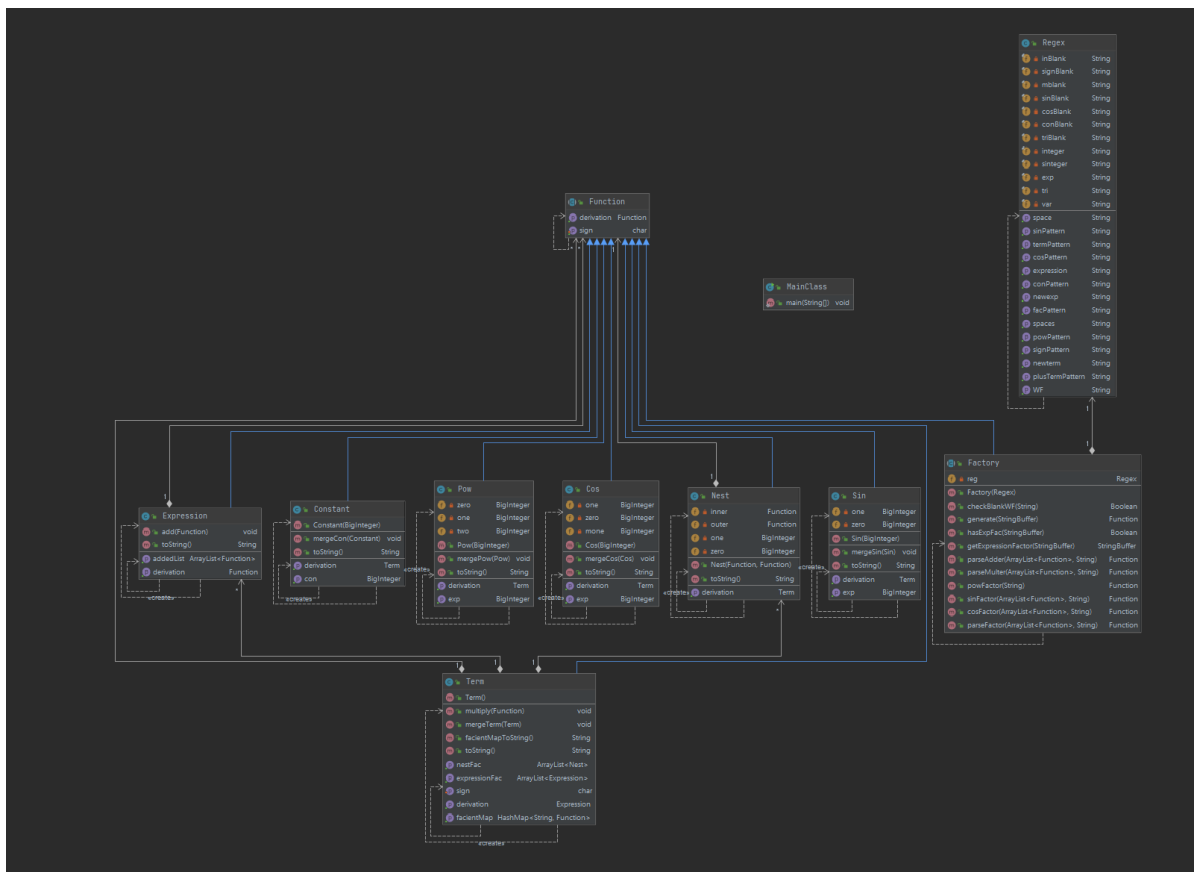 Regex
inBlank String
signBlank String
mblank String
sinBlank String
cosBlank String
conBlank String
triBlank String
integer String
sinteger String
exp String
tri String
var String
space String
sinPattern String
termPattern String
cosPattern String
expression String
conPattern String
newexp String
facPattern String
spaces String
powPattern String
signPattern String
newterm String
plusTermPattern String
WF String
Function
derivation Function
sign char
MainClass
main(String[]) void
1
1
1
Factory
reg Regex
Factory(Regex)
checkBlankWF(String) Boolean
generate(StringBuffer) Function
hasExpFac(StringBuffer) Boolean
getExpressionFactor(StringBuffer) StringBuffer
parseAdder(ArrayList<Function>, String) Function
parseMulter(ArrayList<Function>, String) Function
powFactor(String) Function
sinFactor(ArrayList<Function>, String) Function
cosFactor(ArrayList<Function>, String) Function
parseFactor(ArrayList<Function>, String) Function
1
Expression
add(Function) void
toString() String
addedList ArrayList<Function>
derivation Function
«create»
Constant
Constant(BigInteger)
mergeCon(Constant) void
toString() String
derivation Term
con BigInteger
«create»
Pow
zero BigInteger
one BigInteger
two BigInteger
Pow(BigInteger)
mergePow(Pow) void
toString() String
derivation Term
exp BigInteger
«create»
Cos
one BigInteger
zero BigInteger
mone BigInteger
Cos(BigInteger)
mergeCos(Cos) void
toString() String
derivation Term
exp BigInteger
«create»
1
Nest
inner Function
outer Function
one BigInteger
zero BigInteger
Nest(Function, Function)
toString() String
derivation Term
«create»
Sin
one BigInteger
zero BigInteger
Sin(BigInteger)
mergeSin(Sin) void
toString() String
derivation Term
exp BigInteger
«create»
1
1
1
Term
Term()
multiply(Function) void
mergeTerm(Term) void
facientMapToString() String
toString() String
nestFac ArrayList<Nest>
expressionFac ArrayList<Expression>
sign char
derivation Expression
facientMap HashMap<String, Function>
«create»